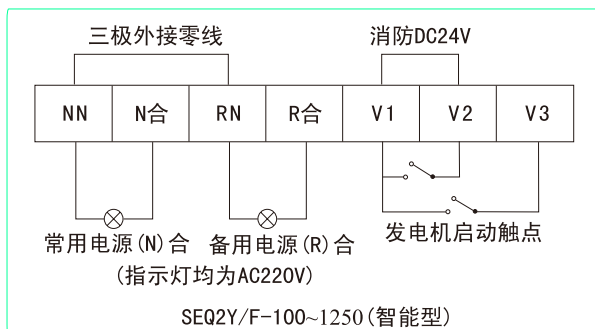 三极外接零线 消防DC24V
NN N合 RN R合 V1 V2 V3
常用电源(N)合 备用电源(R)合 发电机启动触点
(指示灯均为AC220V)
SEQ2Y/F-100~1250(智能型)